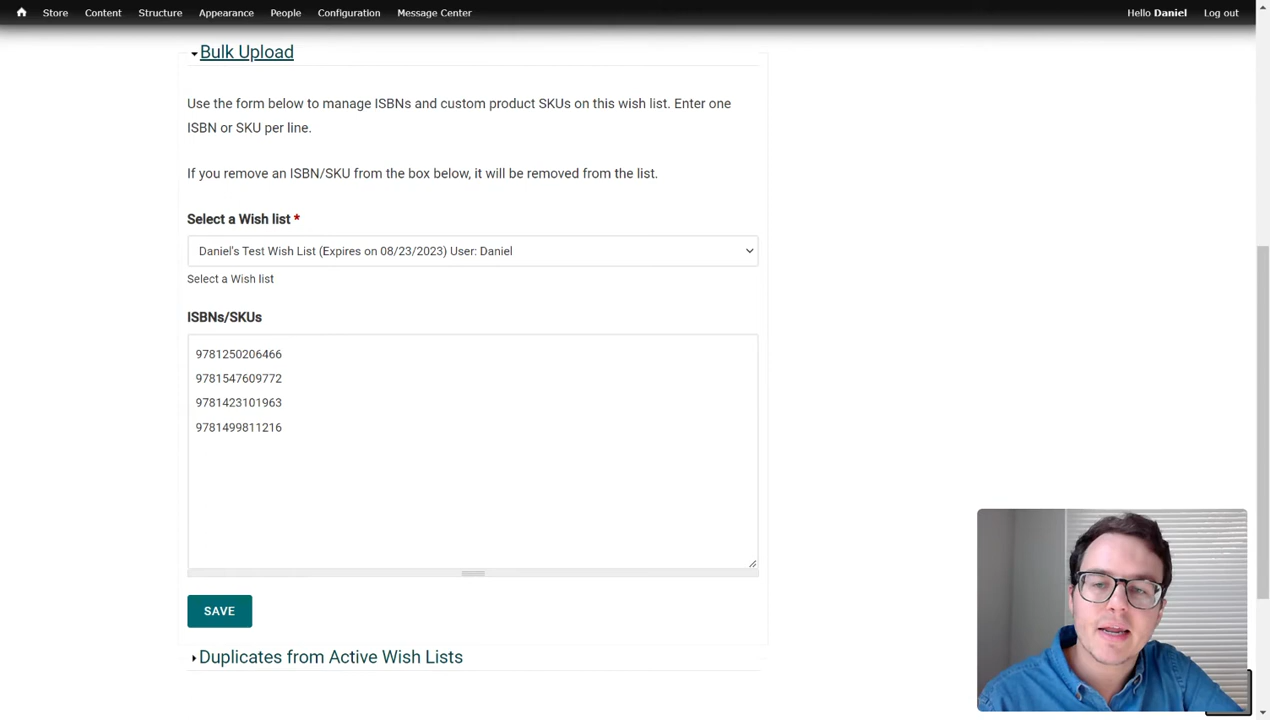 Store Content Structure Appearance People Configuration Message Center Hello Daniel Log out
Bulk Upload
Use the form below to manage ISBNs and custom product SKUs on this wish list. Enter one
ISBN or SKU per line.
If you remove an ISBN/SKU from the box below, it will be removed from the list.
Select a Wish list *
Daniel's Test Wish List (Expires on 08/23/2023) User: Daniel
Select a Wish list
ISBNs/SKUs
9781250206466
9781547609772
9781423101963
9781499811216
SAVE
Duplicates from Active Wish Lists